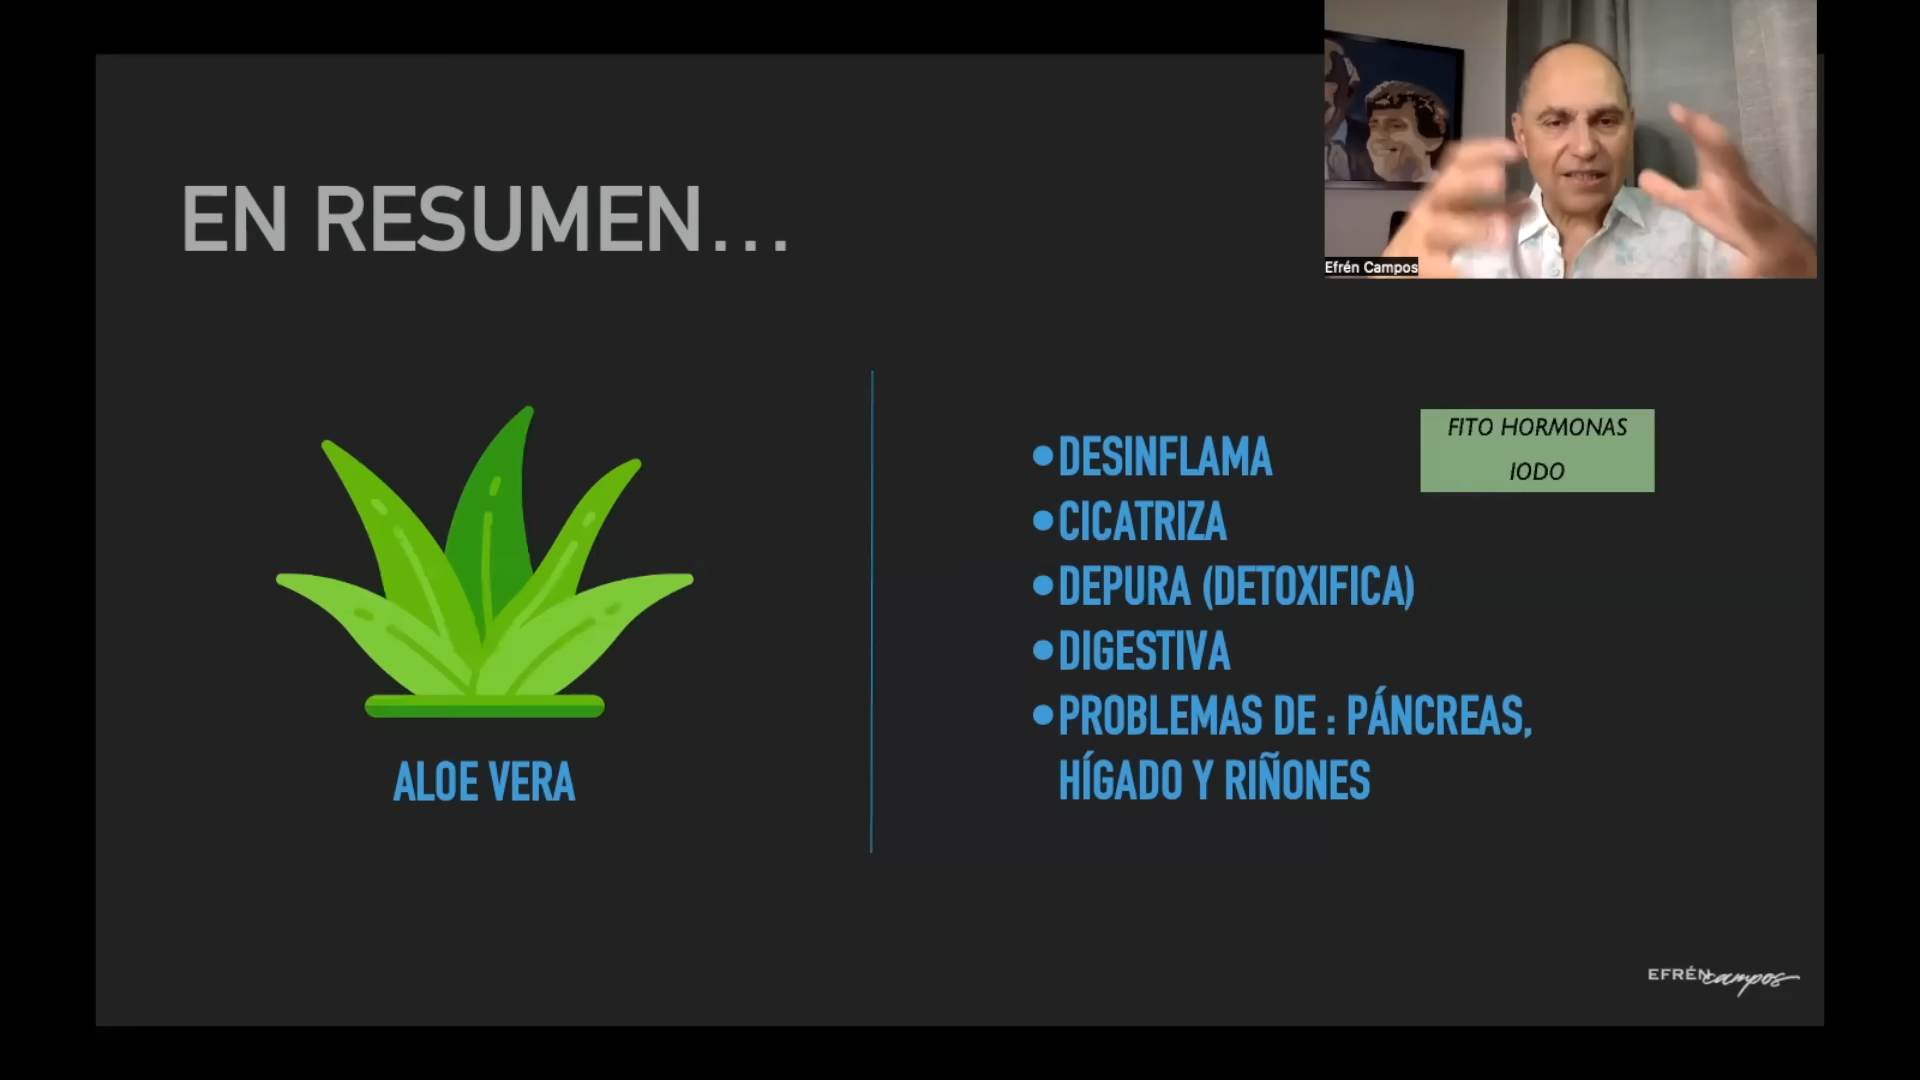 EN RESUMEN...
Efrén Campos
ALOE VERA
•DESINFLAMA
•CICATRIZA
•DEPURA (DETOXIFICA)
•DIGESTIVA
•PROBLEMAS DE : PÁNCREAS,
HÍGADO Y RIÑONES
FITO HORMONAS
IODO
EFRÉN campos